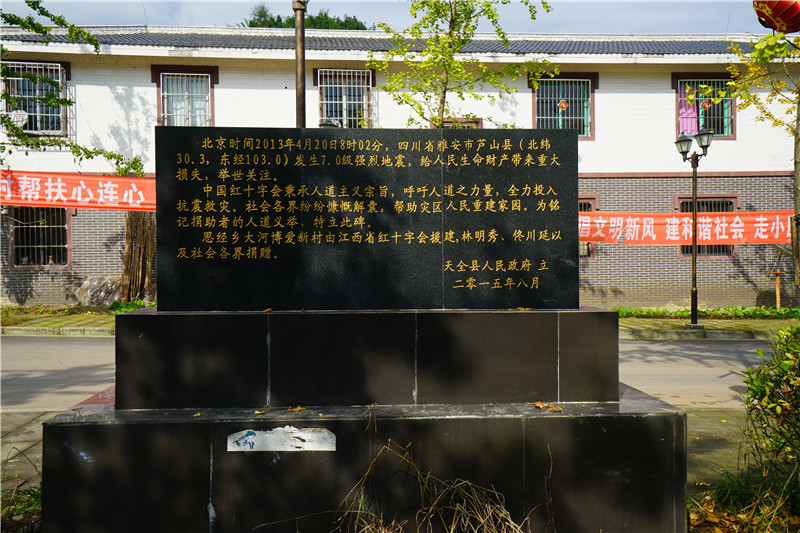 北京时间2013年4月20日8时02分，四川省雅安市芦山县（北纬
30.3，东经103.0）发生7.0级强烈地震，给人民生命财产带来重大
损失，举世关注。
中国红十字会秉承人道主义宗旨，呼吁人道之力量，全力投入
抗震救灾。社会各界纷纷慷慨解囊，帮助灾区人民重建家园。为铭
记捐助者的人道义举，特立此碑。
思经乡大河博爱新村由江西省红十字会援建，林明秀、佟川延以
及社会各界捐赠。
天全县人民政府 立
二零一五年八月
帮扶心连心
倡文明新风 建和谐社会 走小